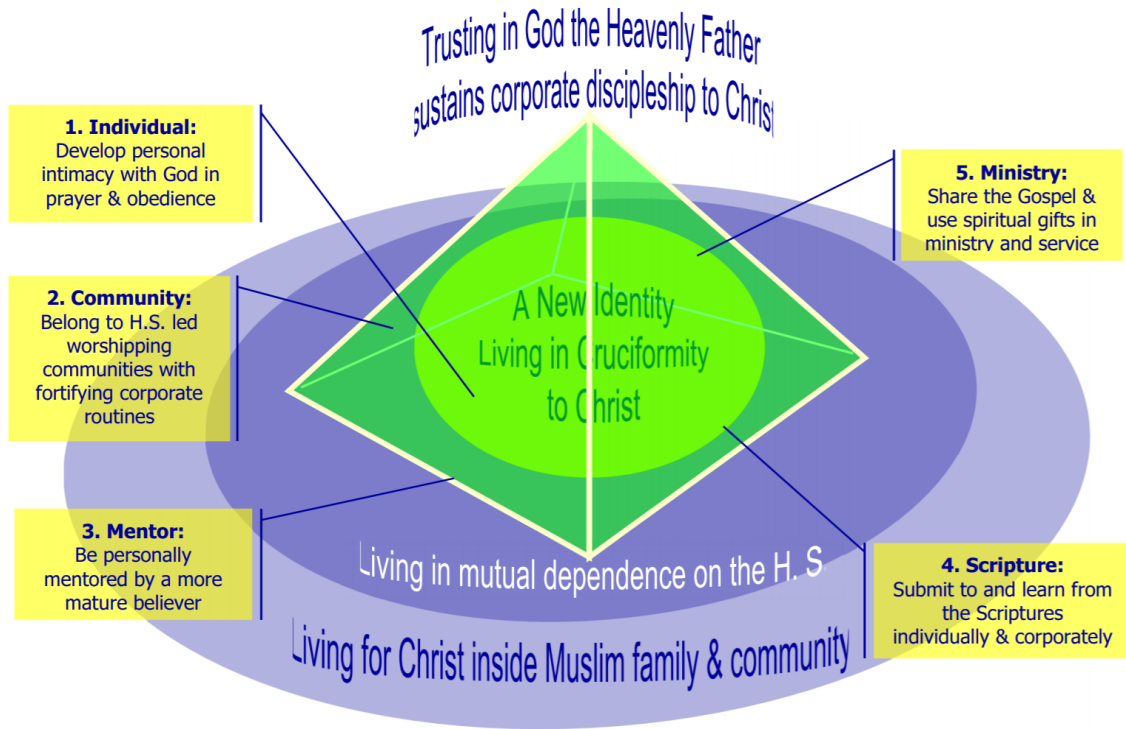 Trusting in God the Heavenly Father
sustains corporate discipleship to Christ
1. Individual:
Develop personal
intimacy with God in
prayer & obedience
2. Community:
Belong to H.S. led
worshipping
communities with
fortifying corporate
routines
3. Mentor:
Be personally
mentored by a more
mature believer
A New Identity
Living in Cruciformity
to Christ
5. Ministry:
Share the Gospel &
use spiritual gifts in
ministry and service
4. Scripture:
Submit to and learn from
the Scriptures
individually & corporately
Living in mutual dependence on the H. S
Living for Christ inside Muslim family & community